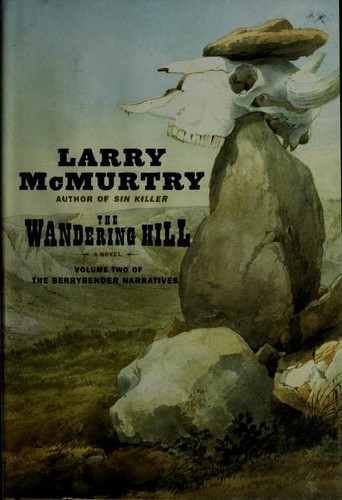 LARRY
McMURTRY
AUTHOR OF SIN KILLER
THE
WANDERING HILL
A NOVEL
VOLUME TWO OF
THE BERRYBENDER NARRATIVES